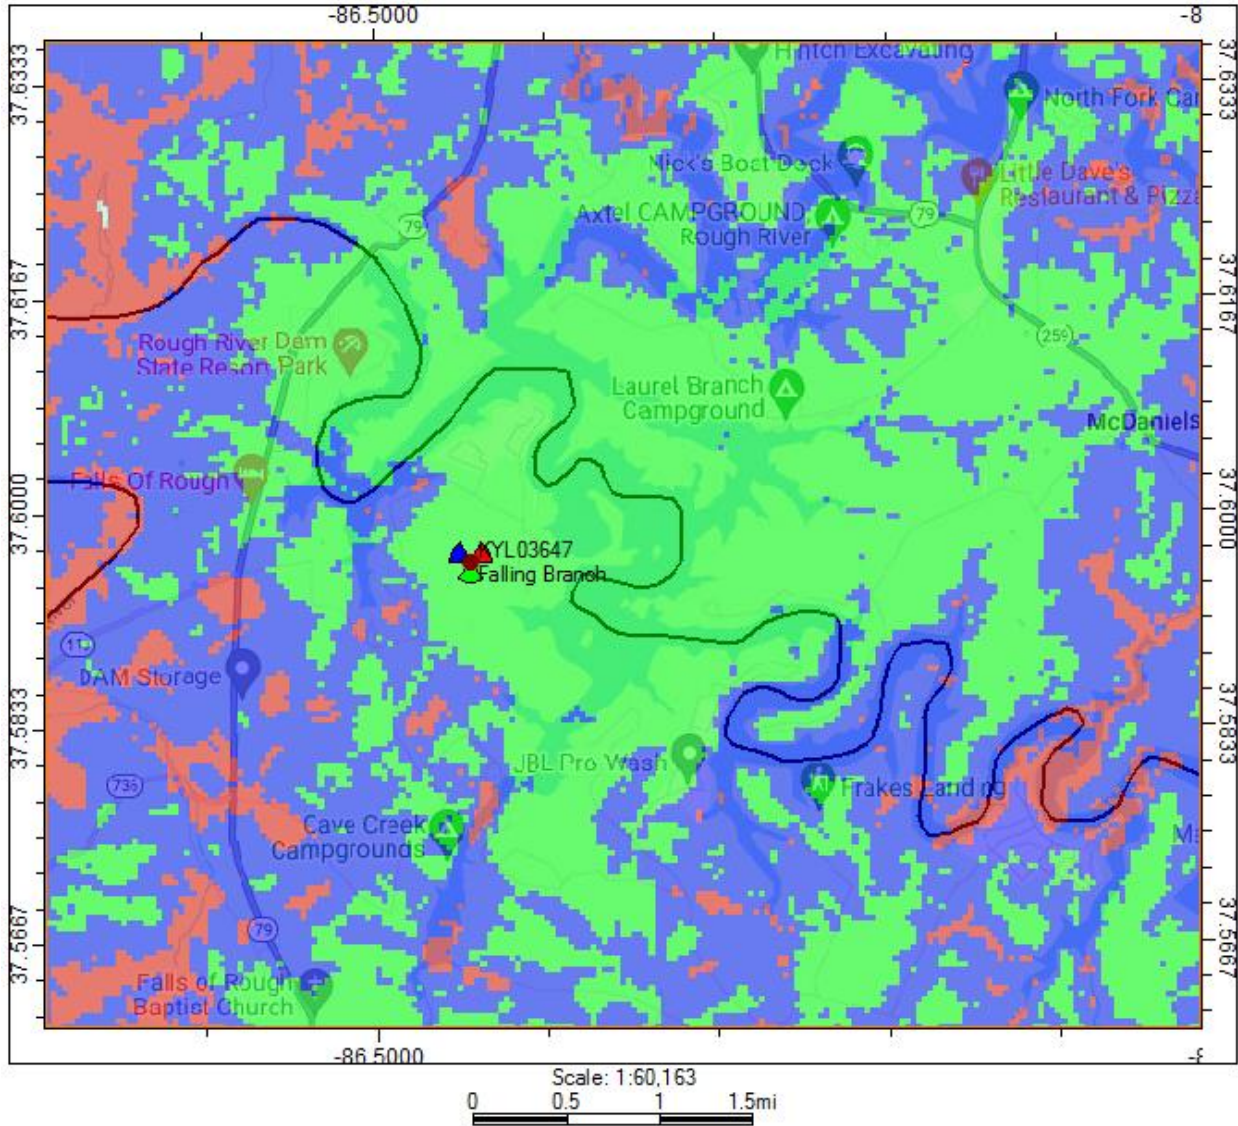 -86.5000
-8
37.6333
37.6333
Hintch Excavating
North Fork Car
Nick's Boat Dock
Little Dave's
Restaurant & Pizza
Axtel CAMPGROUND
Rough River
79
79
37.6167
37.6167
Rough River Dam
State Resort Park
259
Laurel Branch
Campground
McDaniels
Falls Of Rough
37.6000
37.6000
KYL03647
Falling Branch
11
DAM Storage
37.5833
37.5833
JBL Pro Wash
736
Frakes Landing
Cave Creek
Campgrounds
79
37.5667
37.5667
Falls of Rough
Baptist Church
-86.5000
Scale: 1:60,163
0 0.5 1 1.5mi